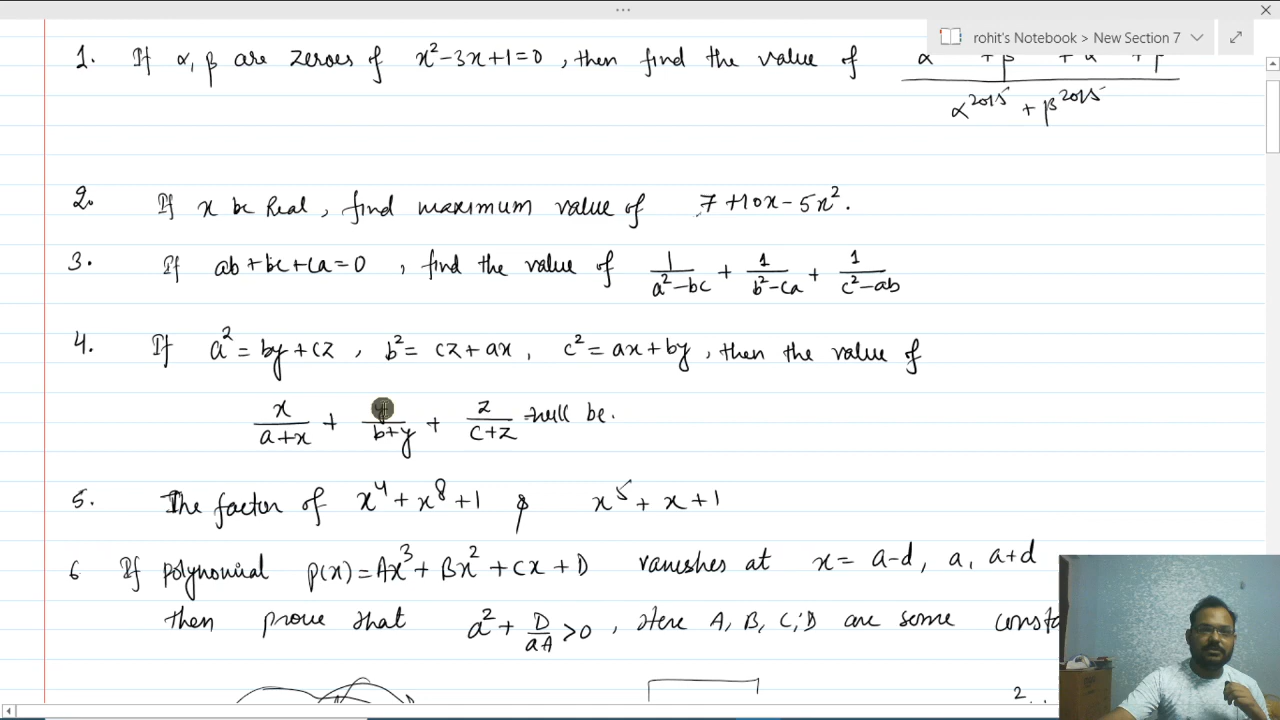 rohit's Notebook > New Section 7
1. If α, β are zeroes of x²-3x+1=0, then find the value of
α²⁰¹⁵ + β²⁰¹⁵
2. If x be Real, find maximum value of 7+10x-5x².
3. If ab+bc+ca=0, find the value of 1/(a²-bc) + 1/(b²-ca) + 1/(c²-ab)
4. If a²= by+cz, b²= cz+ax, c²= ax+by, then the value of
x/(a+x) + y/(b+y) + z/(c+z) will be.
5. The factor of x⁴+x⁸+1 & x⁵+x+1
6 If polynomial p(x)=Ax³+Bx²+Cx+D vanishes at x= a-d, a, a+d
then prove that a²+ D/(aA) >0, Here A, B, C, D are some